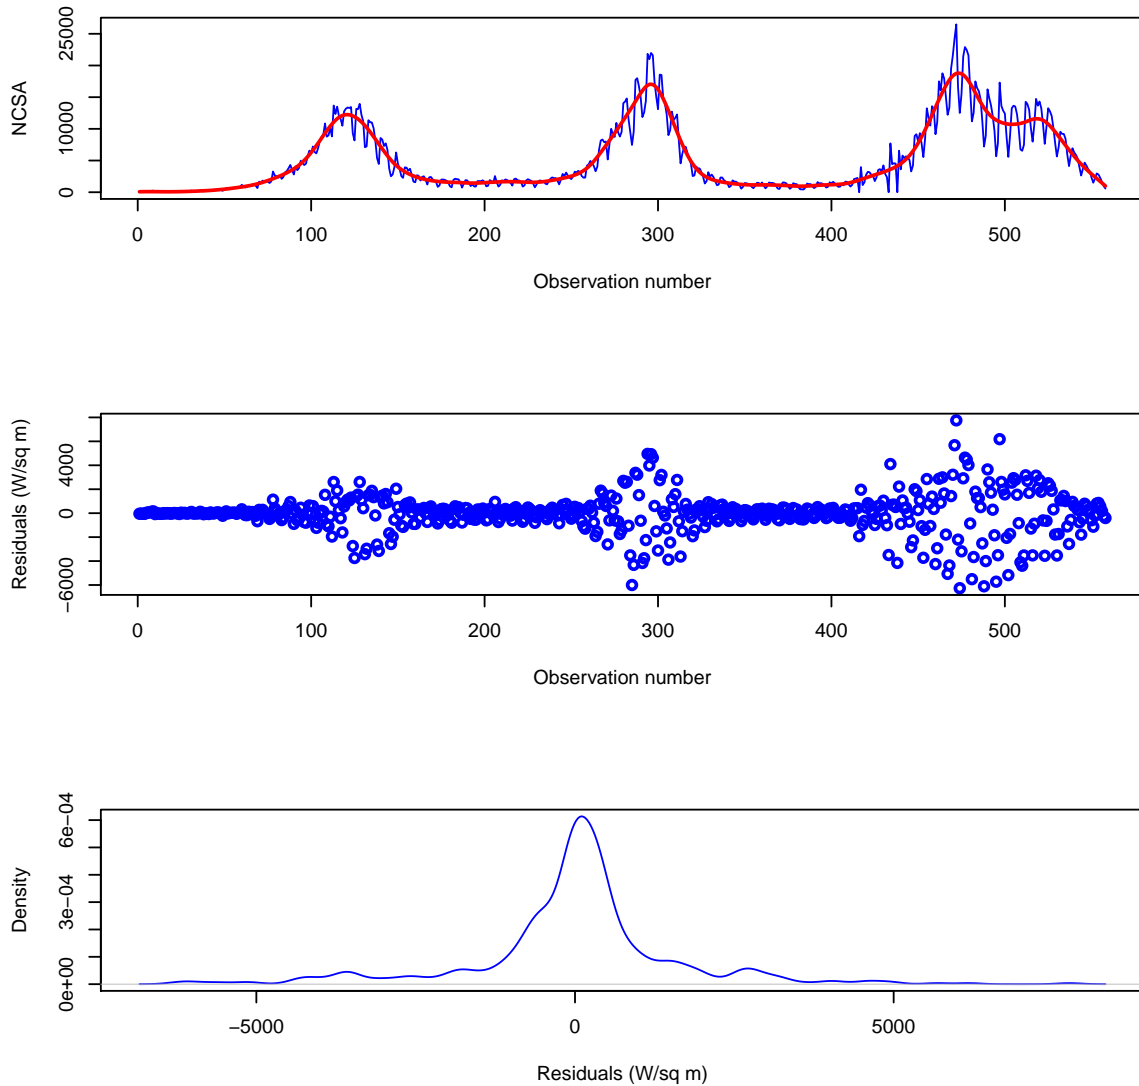 NCSA
25000
10000
0
0 100 200 300 400 500
Observation number
Residuals (W/sq m)
4000
0
−6000
0 100 200 300 400 500
Observation number
Density
6e−04
3e−04
0e+00
−5000 0 5000
Residuals (W/sq m)